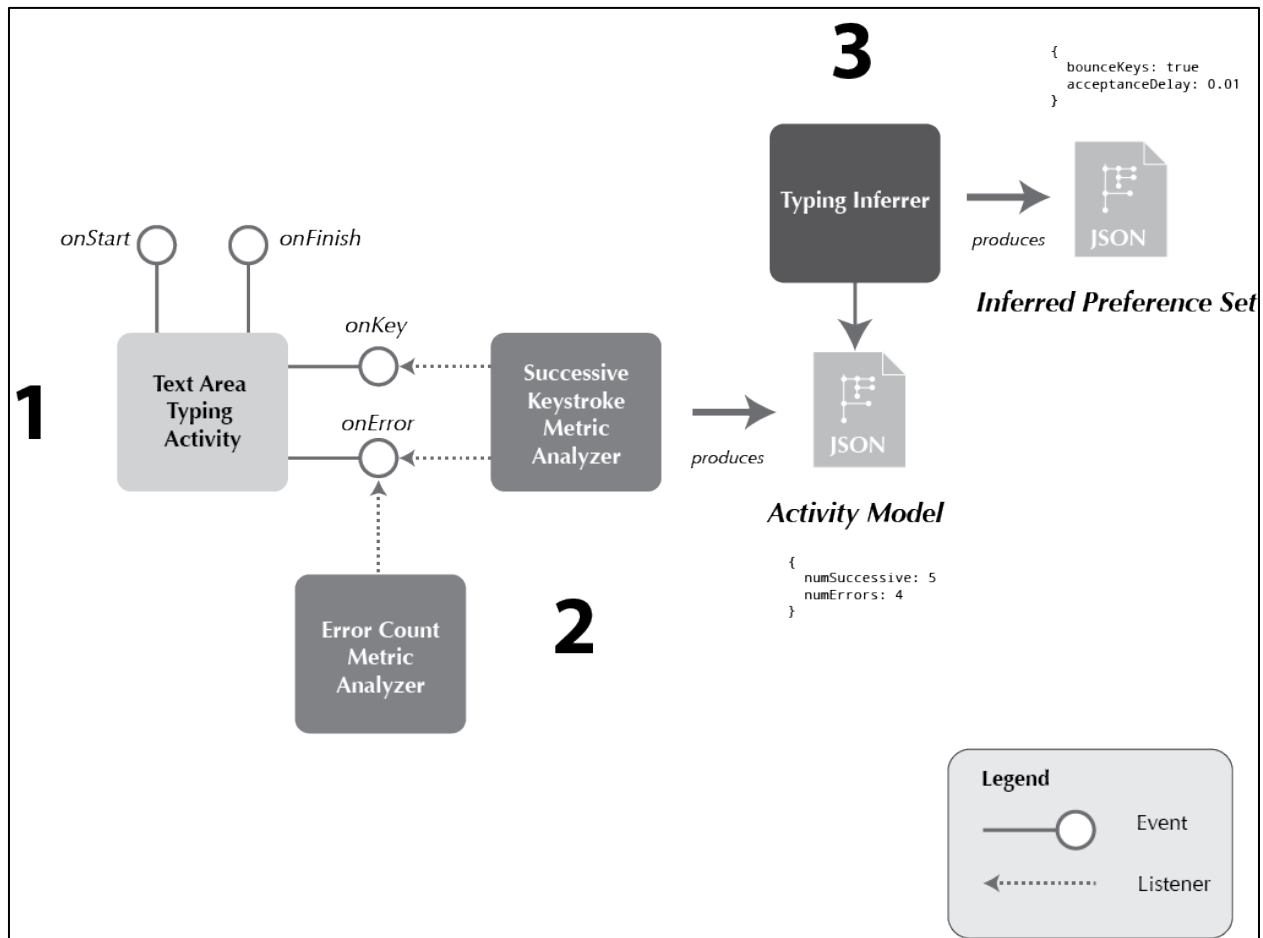 3
{
bounceKeys: true
acceptanceDelay: 0.01
}
Typing Inferrer
produces
JSON
Inferred Preference Set
onStart
onFinish
1
Text Area
Typing
Activity
onKey
onError
Successive
Keystroke
Metric
Analyzer
produces
JSON
Activity Model
{
numSuccessive: 5
numErrors: 4
}
2
Error Count
Metric
Analyzer
Legend
Event
Listener